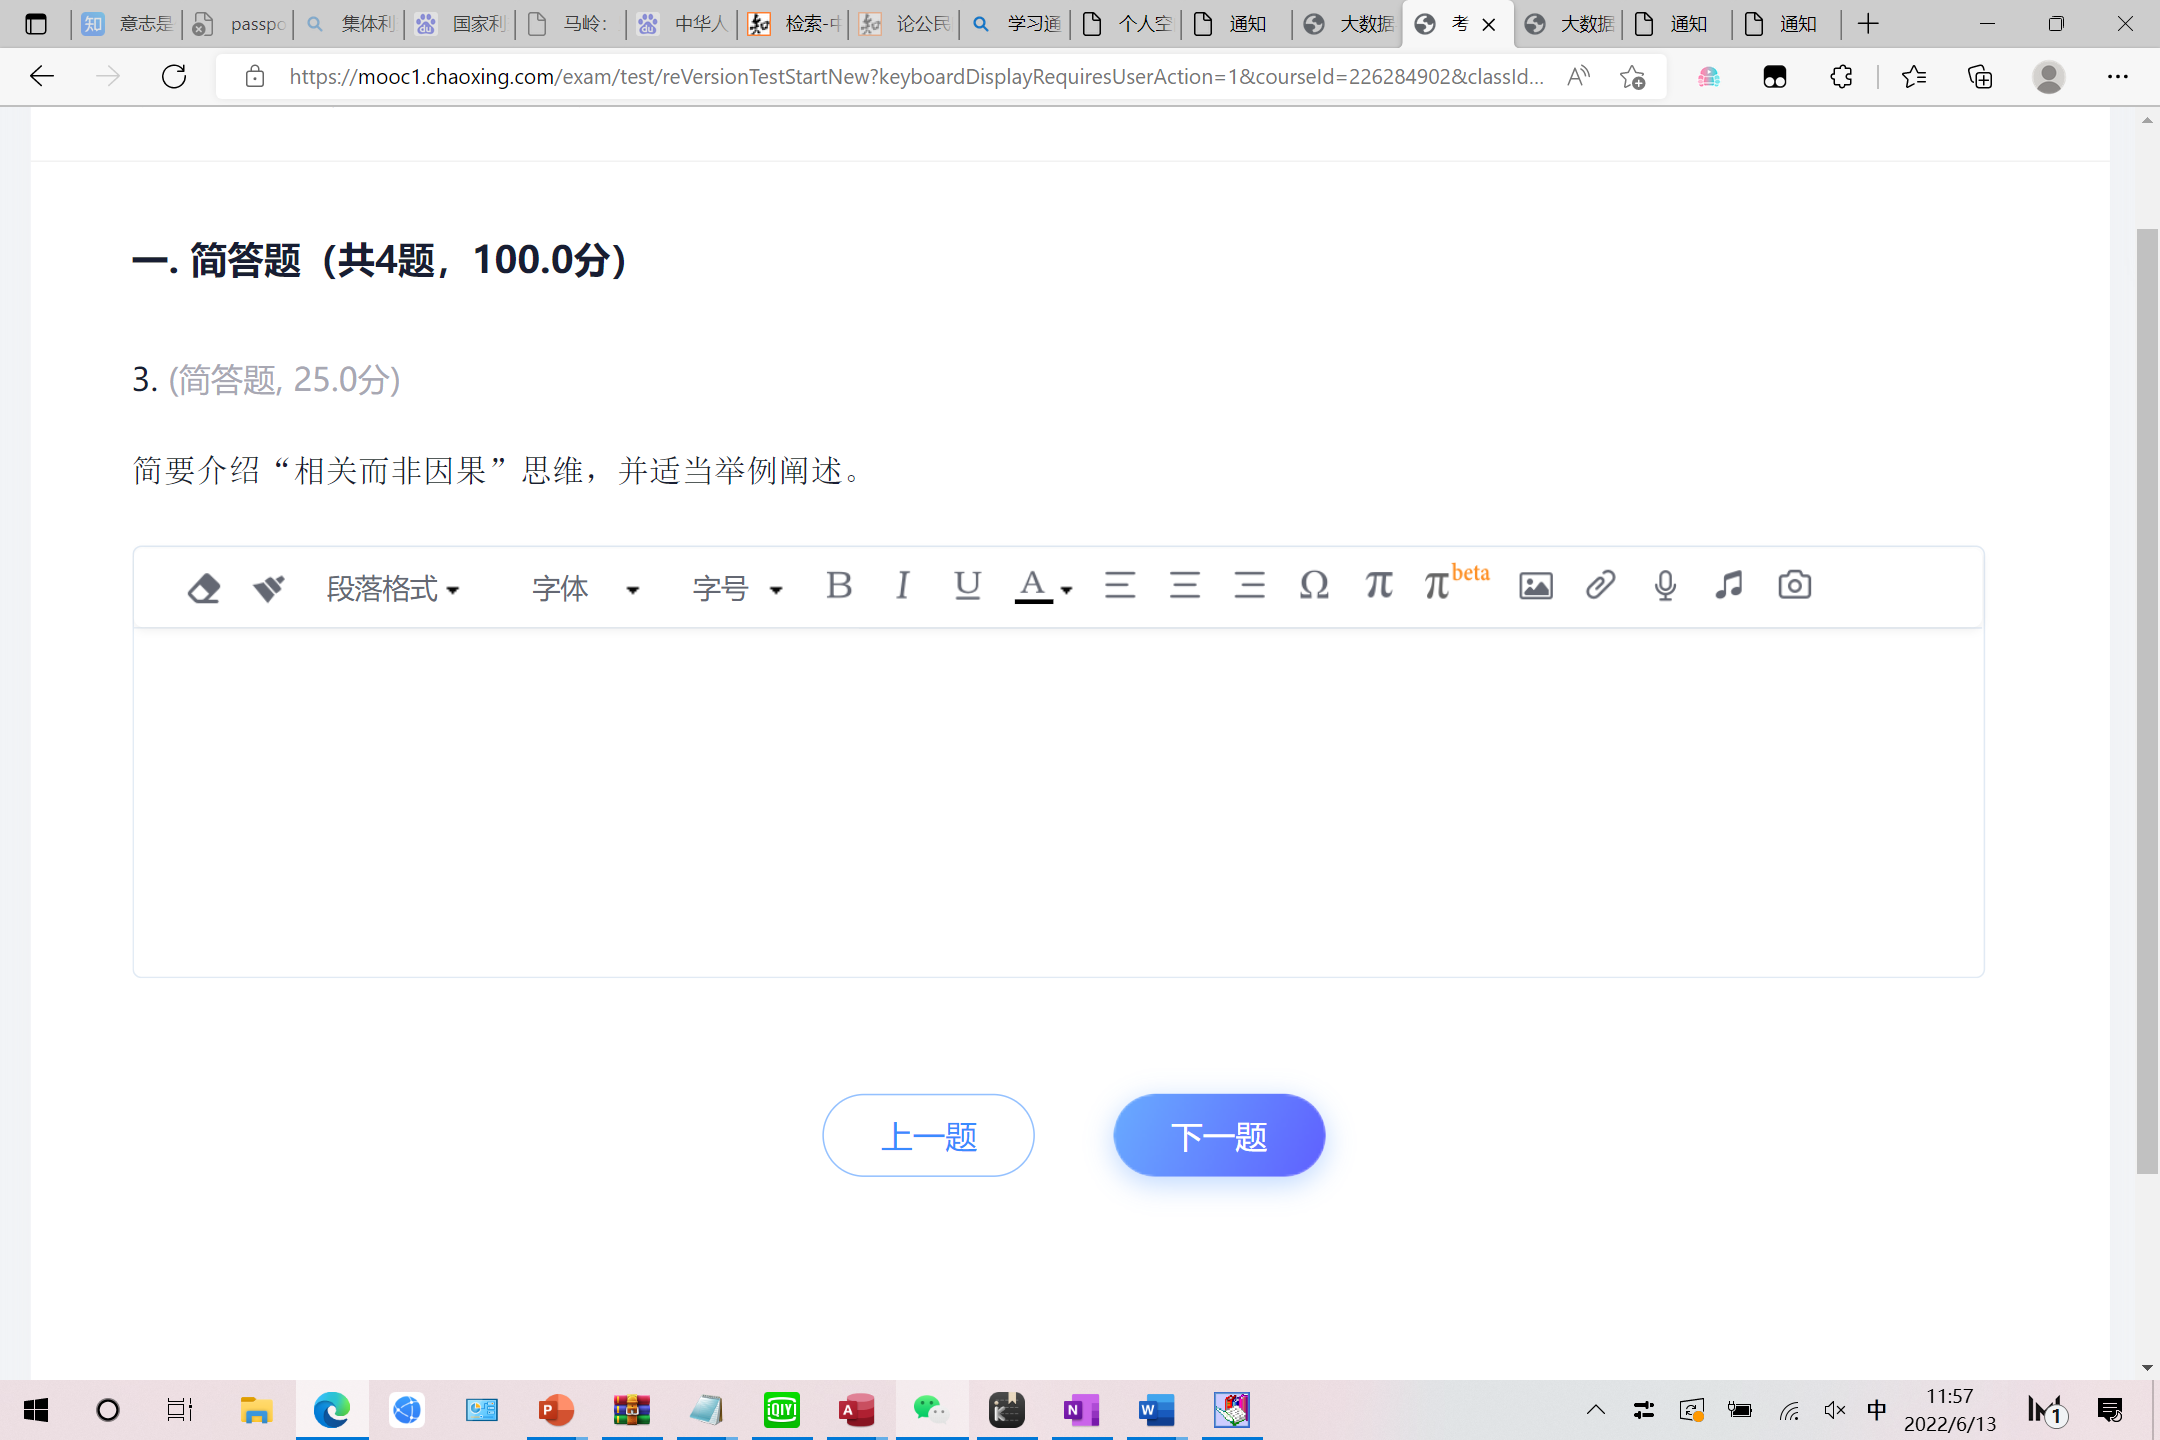 意志是
passpo
集体利
国家利
马岭：
中华人
检索-中
论公民
学习通
个人空
通知
大数据
考
大数据
通知
通知
https://mooc1.chaoxing.com/exam/test/reVersionTestStartNew?keyboardDisplayRequiresUserAction=1&courseId=226284902&classId...
一. 简答题（共4题，100.0分）
3. (简答题, 25.0分)
简要介绍“相关而非因果”思维，并适当举例阐述。
段落格式 字体 字号 B I U A Ω π π beta
上一题 下一题
中
11:57
2022/6/13
1